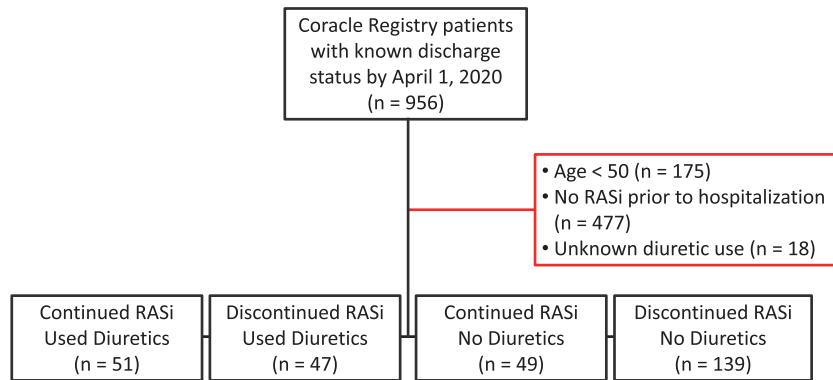 Coracle Registry patients
with known discharge
status by April 1, 2020
(n = 956)
• Age < 50 (n = 175)
• No RASi prior to hospitalization
(n = 477)
• Unknown diuretic use (n = 18)
Continued RASi
Used Diuretics
(n = 51)
Discontinued RASi
Used Diuretics
(n = 47)
Continued RASi
No Diuretics
(n = 49)
Discontinued RASi
No Diuretics
(n = 139)